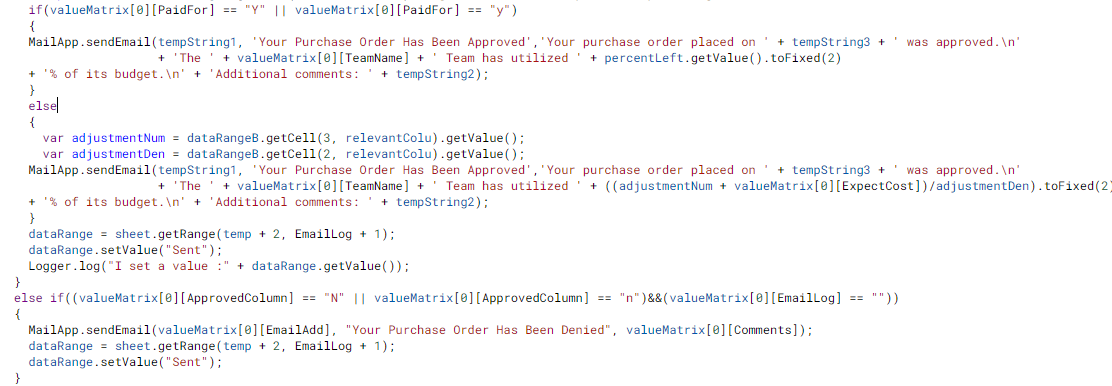 if(valueMatrix[0][PaidFor] == "Y" || valueMatrix[0][PaidFor] == "y")
{
MailApp.sendEmail(tempString1, 'Your Purchase Order Has Been Approved','Your purchase order placed on ' + tempString3 + ' was approved.\n'
+ 'The ' + valueMatrix[0][TeamName] + ' Team has utilized ' + percentLeft.getValue().toFixed(2)
+ '% of its budget.\n' + 'Additional comments: ' + tempString2);
}
else
{
var adjustmentNum = dataRangeB.getCell(3, relevantColu).getValue();
var adjustmentDen = dataRangeB.getCell(2, relevantColu).getValue();
MailApp.sendEmail(tempString1, 'Your Purchase Order Has Been Approved','Your purchase order placed on ' + tempString3 + ' was approved.\n'
+ 'The ' + valueMatrix[0][TeamName] + ' Team has utilized ' + ((adjustmentNum + valueMatrix[0][ExpectCost])/adjustmentDen).toFixed(2)
+ '% of its budget.\n' + 'Additional comments: ' + tempString2);
}
dataRange = sheet.getRange(temp + 2, EmailLog + 1);
dataRange.setValue("Sent");
Logger.log("I set a value :" + dataRange.getValue());
}
else if((valueMatrix[0][ApprovedColumn] == "N" || valueMatrix[0][ApprovedColumn] == "n")&&(valueMatrix[0][EmailLog] == ""))
{
MailApp.sendEmail(valueMatrix[0][EmailAdd], "Your Purchase Order Has Been Denied", valueMatrix[0][Comments]);
dataRange = sheet.getRange(temp + 2, EmailLog + 1);
dataRange.setValue("Sent");
}